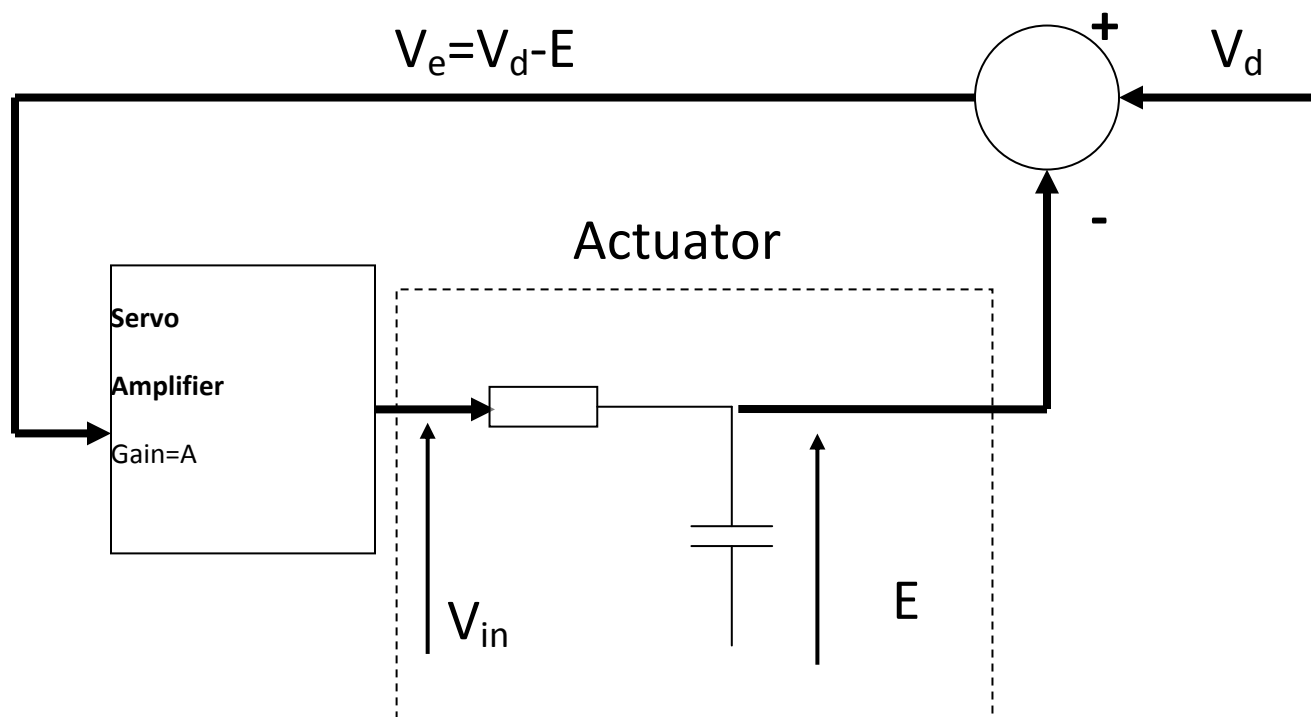 V_e=V_d-E
+
V_d
-
Actuator
Servo
Amplifier
Gain=A
V_in
E